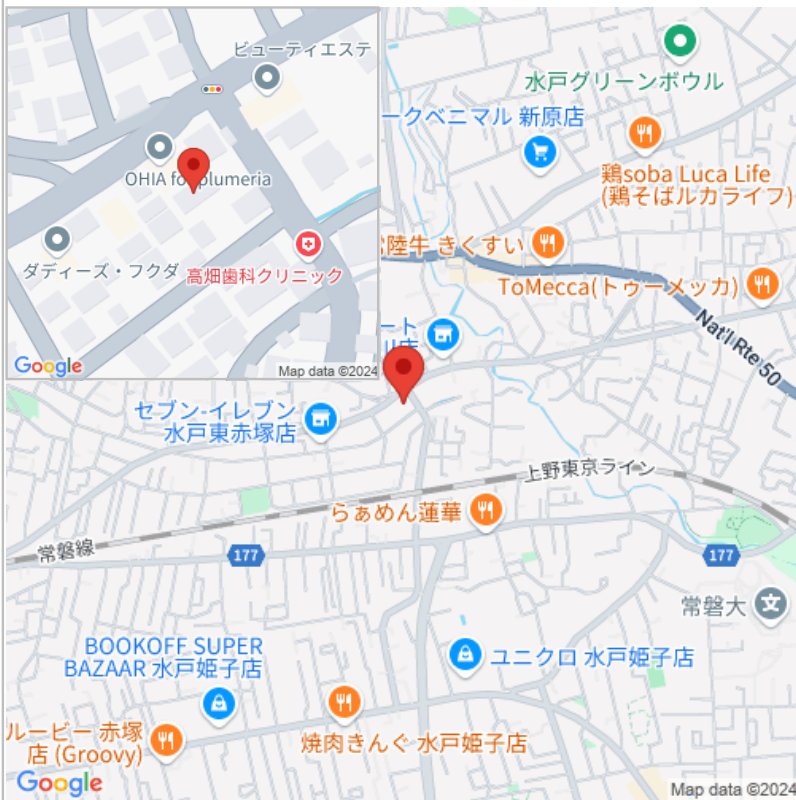 ビューティエステ
OHIA for plumeria
ダディーズ・フクダ
高畑歯科クリニック
Google
Map data ©2024
水戸グリーンボウル
ークベニマル 新原店
鶏soba Luca Life
(鶏そばルカライフ)
陸牛 きくすい
ToMecca(トゥーメッカ)
Nat'l Rte 50
ート
店
セブン-イレブン
水戸東赤塚店
上野東京ライン
らぁめん蓮華
常磐線
177
177
常磐大
文
BOOKOFF SUPER
BAZAAR 水戸姫子店
ユニクロ 水戸姫子店
ルービー 赤塚
店 (Groovy)
焼肉きんぐ 水戸姫子店
Google
Map data ©2024